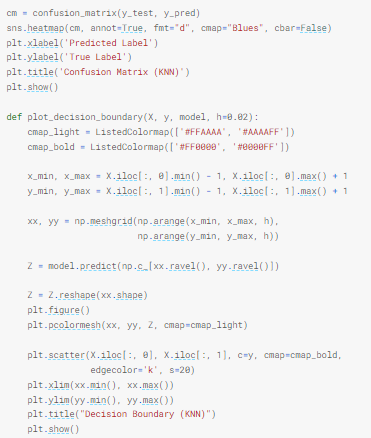 cm = confusion_matrix(y_test, y_pred)
sns.heatmap(cm, annot=True, fmt="d", cmap="Blues", cbar=False)
plt.xlabel('Predicted Label')
plt.ylabel('True Label')
plt.title('Confusion Matrix (KNN)')
plt.show()

def plot_decision_boundary(X, y, model, h=0.02):
    cmap_light = ListedColormap(['#FFAAAA', '#AAAAFF'])
    cmap_bold = ListedColormap(['#FF0000', '#0000FF'])

    x_min, x_max = X.iloc[:, 0].min() - 1, X.iloc[:, 0].max() + 1
    y_min, y_max = X.iloc[:, 1].min() - 1, X.iloc[:, 1].max() + 1

    xx, yy = np.meshgrid(np.arange(x_min, x_max, h),
                         np.arange(y_min, y_max, h))

    Z = model.predict(np.c_[xx.ravel(), yy.ravel()])

    Z = Z.reshape(xx.shape)
    plt.figure()
    plt.pcolormesh(xx, yy, Z, cmap=cmap_light)

    plt.scatter(X.iloc[:, 0], X.iloc[:, 1], c=y, cmap=cmap_bold,
                edgecolor='k', s=20)
    plt.xlim(xx.min(), xx.max())
    plt.ylim(yy.min(), yy.max())
    plt.title("Decision Boundary (KNN)")
    plt.show()